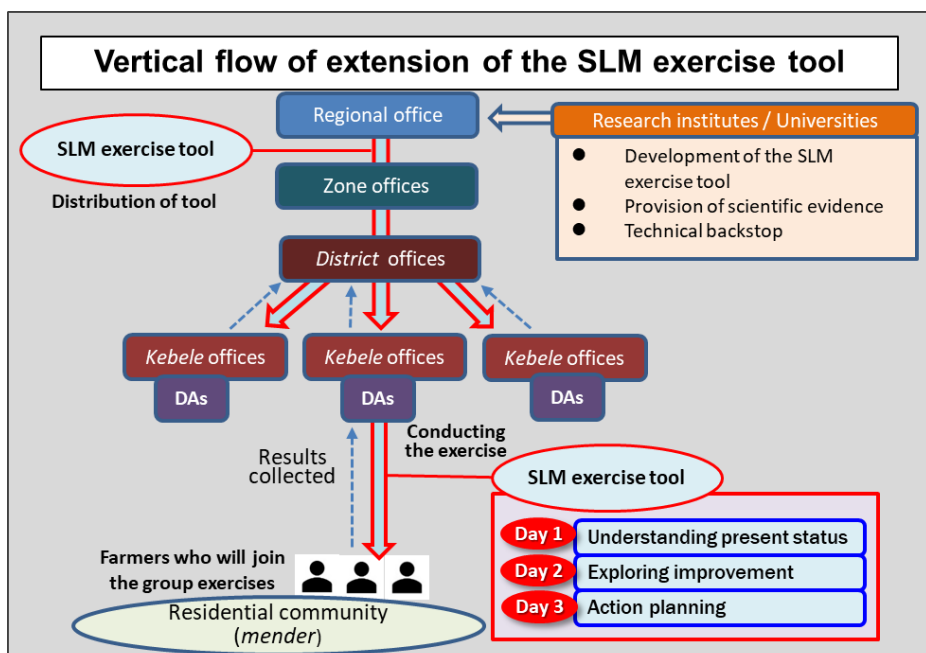 Vertical flow of extension of the SLM exercise tool
Regional office
Research institutes / Universities
● Development of the SLM
exercise tool
● Provision of scientific evidence
● Technical backstop
SLM exercise tool
Distribution of tool
Zone offices
District offices
Kebele offices
DAs
Kebele offices
DAs
Kebele offices
DAs
Conducting
the exercise
Results
collected
SLM exercise tool
Day 1 Understanding present status
Day 2 Exploring improvement
Day 3 Action planning
Farmers who will join
the group exercises
Residential community
(mender)